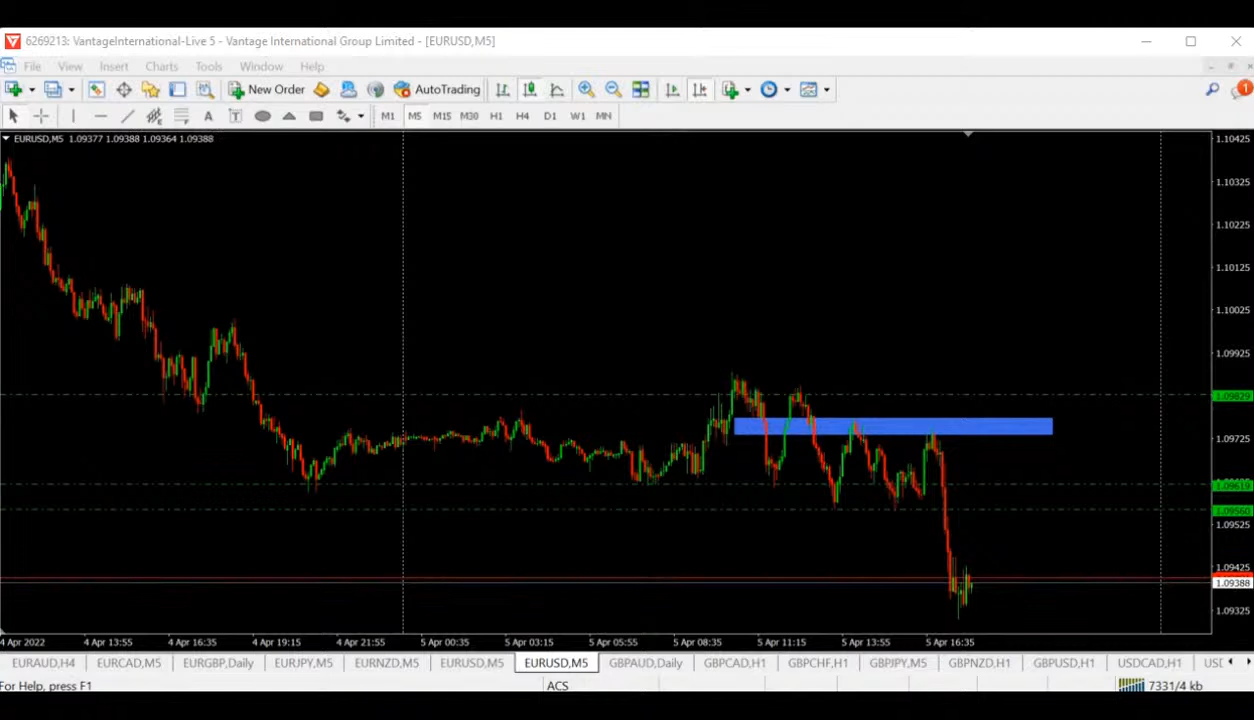 6269213: VantageInternational-Live 5 - Vantage International Group Limited - [EURUSD,M5]
File View Insert Charts Tools Window Help
New Order AutoTrading 1
A T M1 M5 M15 M30 H1 H4 D1 W1 MN
EURUSD,M5 1.09377 1.09388 1.09364 1.09388
1.10425
1.10325
1.10225
1.10125
1.10025
1.09925
1.09829
1.09725
1.09619
1.09560
1.09525
1.09425
1.09388
1.09325
4 Apr 2022 4 Apr 13:55 4 Apr 16:35 4 Apr 19:15 4 Apr 21:55 5 Apr 00:35 5 Apr 03:15 5 Apr 05:55 5 Apr 08:35 5 Apr 11:15 5 Apr 13:55 5 Apr 16:35
EURAUD,H4 EURCAD,M5 EURGBP,Daily EURJPY,M5 EURNZD,M5 EURUSD,M5 EURUSD,M5 GBPAUD,Daily GBPCAD,H1 GBPCHF,H1 GBPJPY,M5 GBPNZD,H1 GBPUSD,H1 USDCAD,H1
For Help, press F1 ACS 7331/4 kb